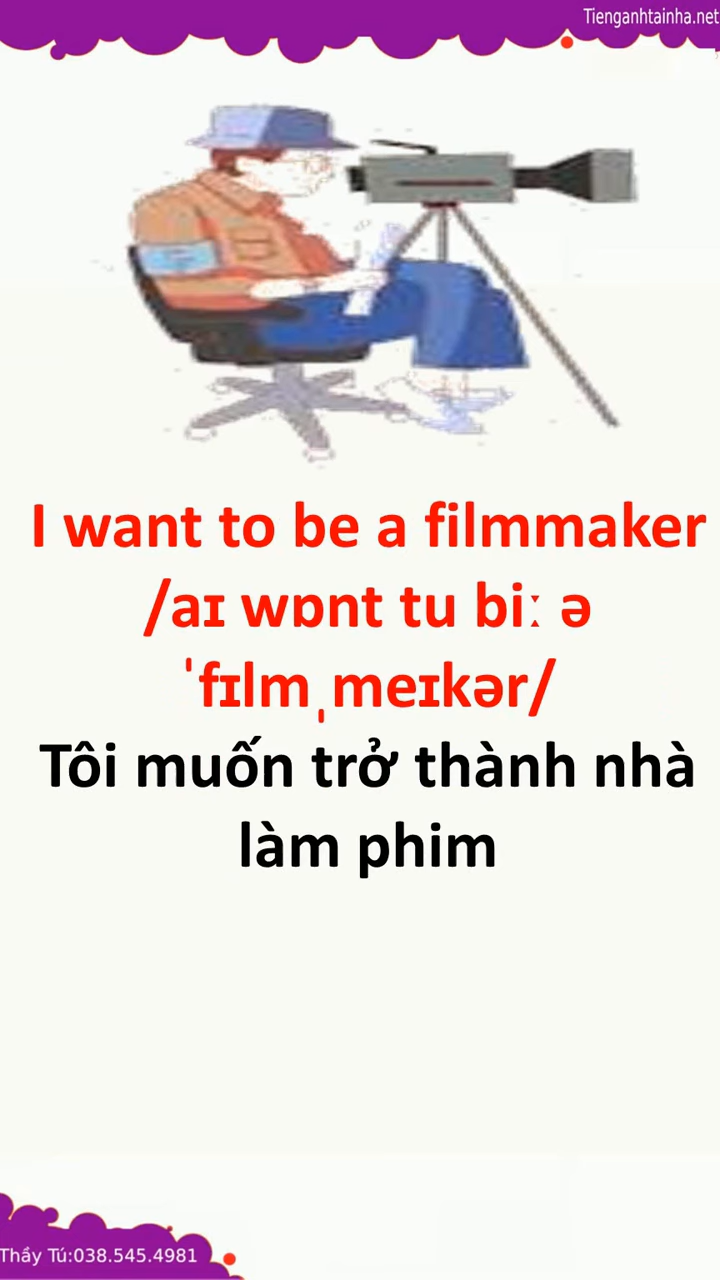 Tienganhtainha.net
I want to be a filmmaker
/aɪ wɒnt tu biː ə
ˈfɪlmˌmeɪkər/
Tôi muốn trở thành nhà
làm phim
Thầy Tú:038.545.4981